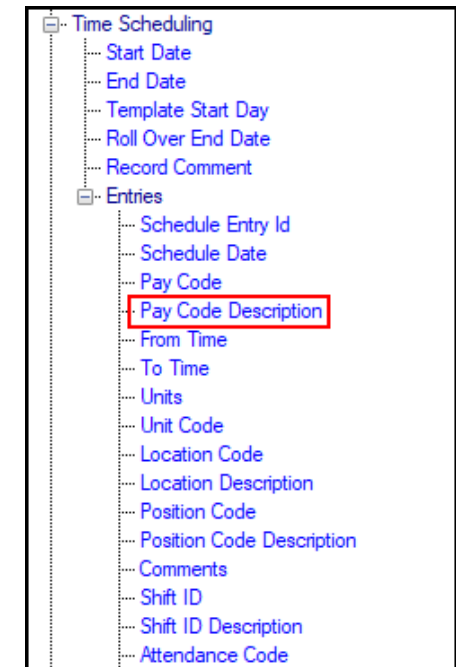 Time Scheduling
Start Date
End Date
Template Start Day
Roll Over End Date
Record Comment
Entries
Schedule Entry Id
Schedule Date
Pay Code
Pay Code Description
From Time
To Time
Units
Unit Code
Location Code
Location Description
Position Code
Position Code Description
Comments
Shift ID
Shift ID Description
Attendance Code